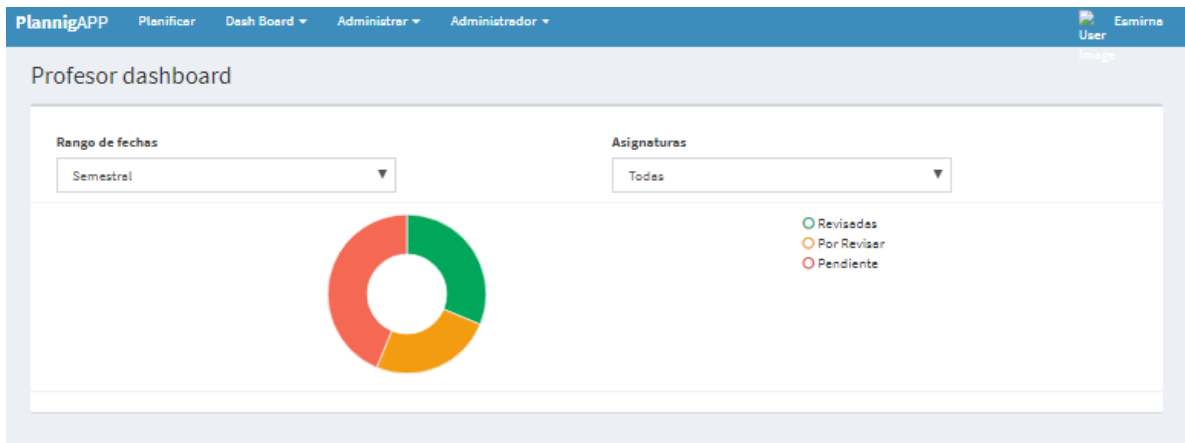 PlannigAPP Planificar Dash Board Administrar Administrador User Image Esmirna
Profesor dashboard
Rango de fechas Asignaturas
Semestral Todas
Revisadas
Por Revisar
Pendiente